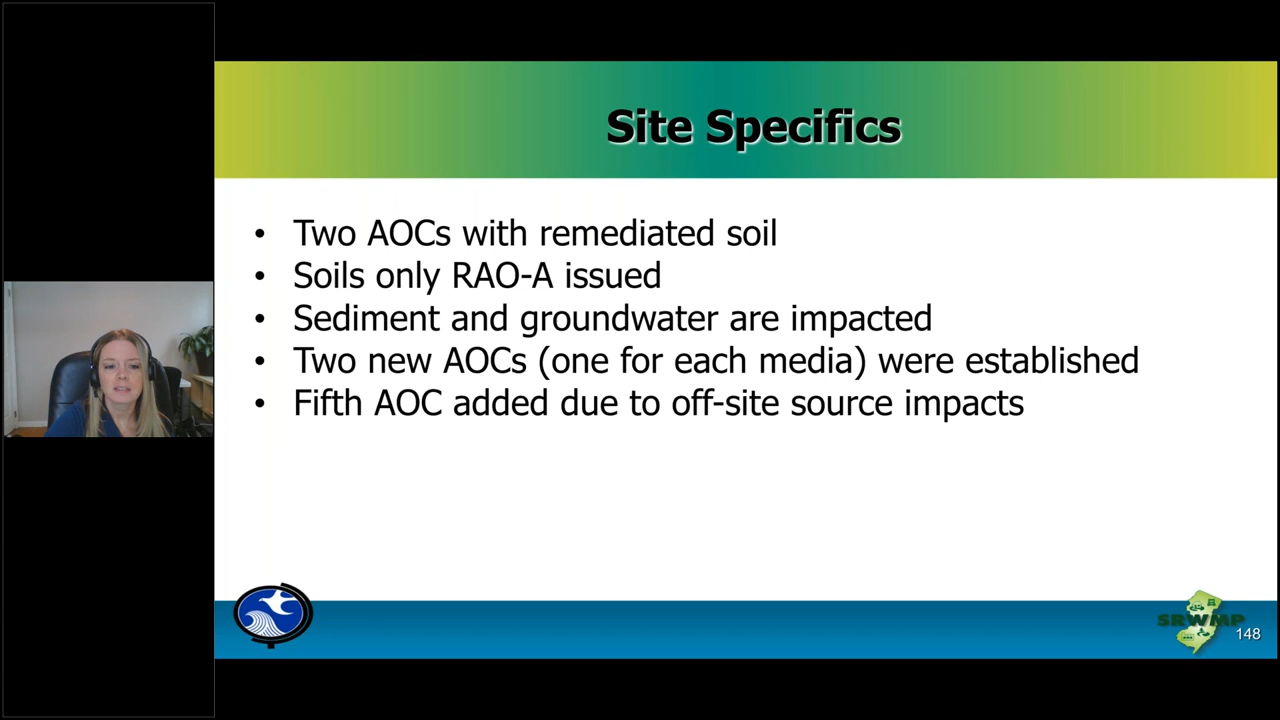 Site Specifics
• Two AOCs with remediated soil
• Soils only RAO-A issued
• Sediment and groundwater are impacted
• Two new AOCs (one for each media) were established
• Fifth AOC added due to off-site source impacts
SRWMP
148